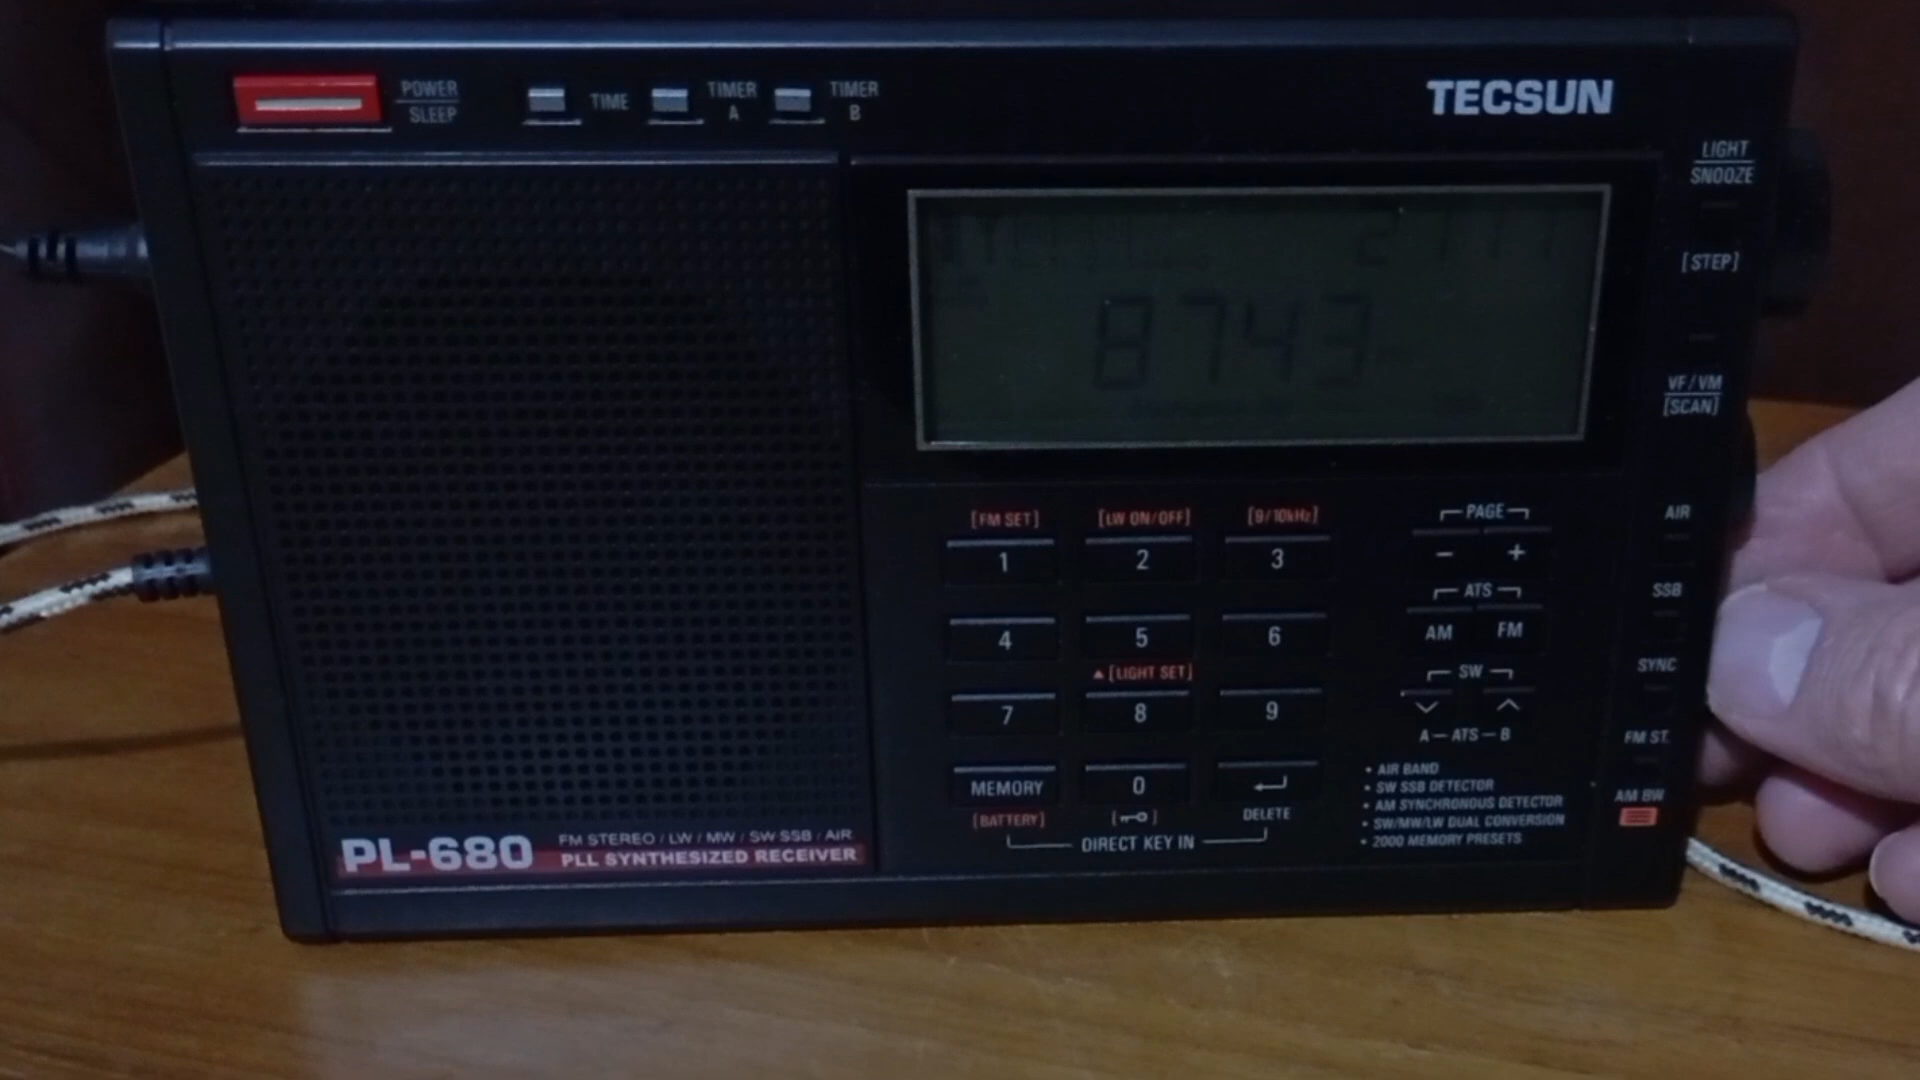 POWER
SLEEP
TIME
TIMER
A
TIMER
B
TECSUN
LIGHT
SNOOZE
[STEP]
8743
VF/VM
[SCAN]
[FM SET] [LW ON/OFF] [9/10kHz]
PAGE
AIR
1 2 3
- +
ATS
SSB
4 5 6
AM FM
▲[LIGHT SET]
SW
SYNC
7 8 9
A—ATS—B
FM ST.
MEMORY 0
[BATTERY]
DELETE
DIRECT KEY IN
• AIR BAND
• SW SSB DETECTOR
• AM SYNCHRONOUS DETECTOR
• SW/MW/LW DUAL CONVERSION
• 2000 MEMORY PRESETS
AM BW
PL-680
FM STEREO / LW / MW / SW SSB / AIR
PLL SYNTHESIZED RECEIVER